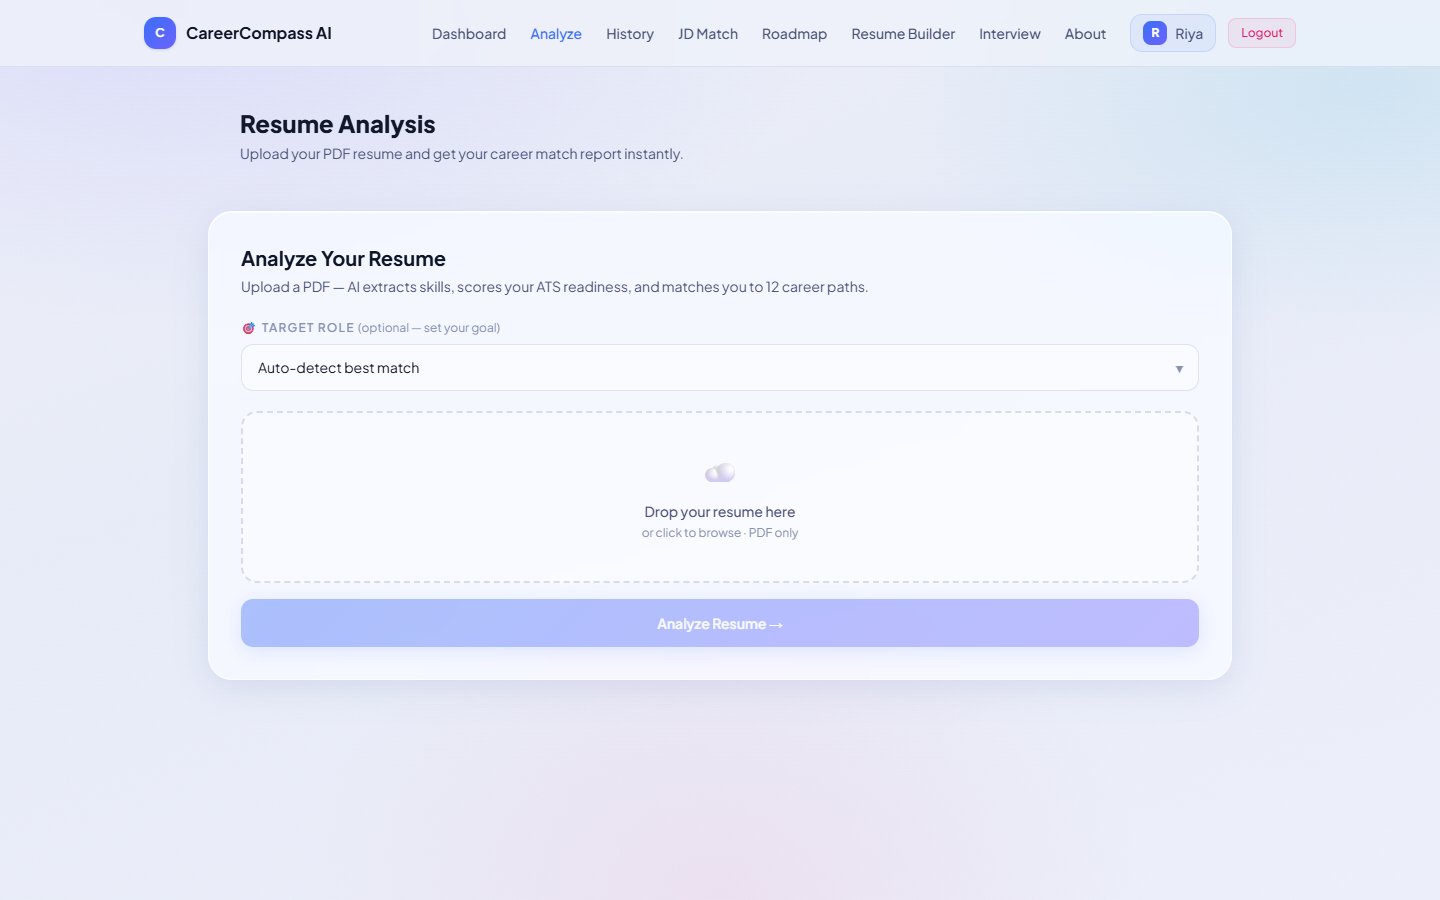 C CareerCompass AI Dashboard Analyze History JD Match Roadmap Resume Builder Interview About R Riya Logout
Resume Analysis
Upload your PDF resume and get your career match report instantly.
Analyze Your Resume
Upload a PDF — AI extracts skills, scores your ATS readiness, and matches you to 12 career paths.
TARGET ROLE (optional — set your goal)
Auto-detect best match
Drop your resume here
or click to browse · PDF only
Analyze Resume →